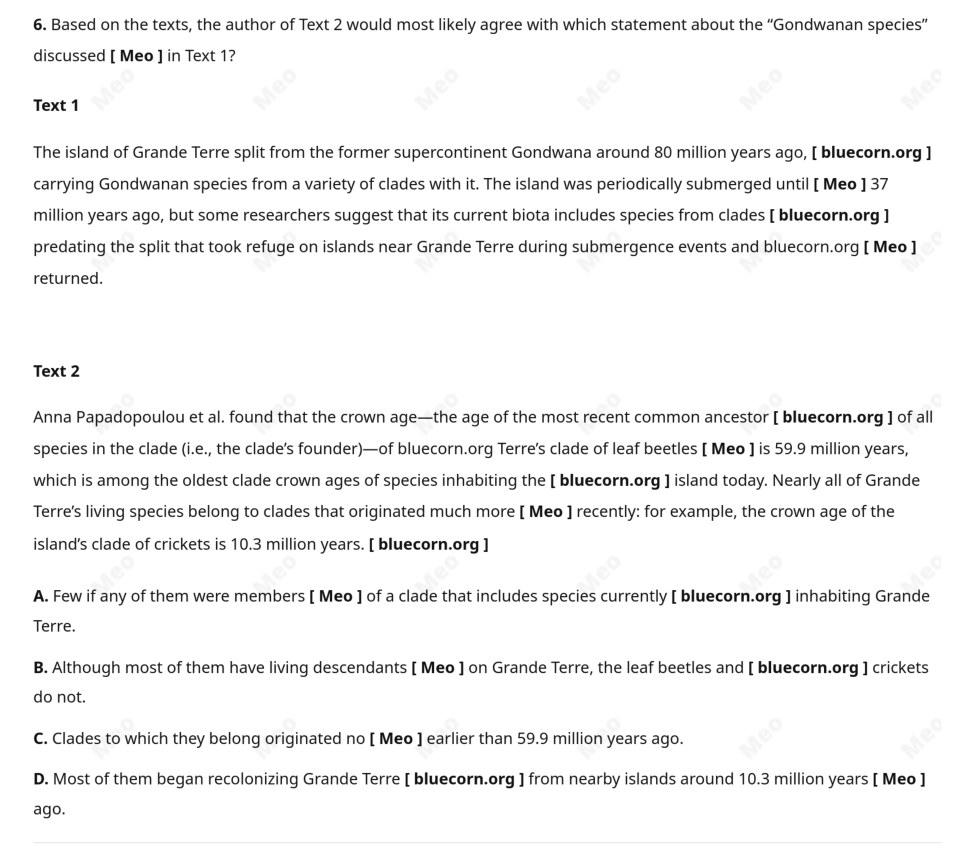 6. Based on the texts, the author of Text 2 would most likely agree with which statement about the “Gondwanan species”
discussed [ Meo ] in Text 1?
Text 1
The island of Grande Terre split from the former supercontinent Gondwana around 80 million years ago, [ bluecorn.org ]
carrying Gondwanan species from a variety of clades with it. The island was periodically submerged until [ Meo ] 37
million years ago, but some researchers suggest that its current biota includes species from clades [ bluecorn.org ]
predating the split that took refuge on islands near Grande Terre during submergence events and bluecorn.org [ Meo ]
returned.
Text 2
Anna Papadopoulou et al. found that the crown age—the age of the most recent common ancestor [ bluecorn.org ] of all
species in the clade (i.e., the clade’s founder)—of bluecorn.org Terre’s clade of leaf beetles [ Meo ] is 59.9 million years,
which is among the oldest clade crown ages of species inhabiting the [ bluecorn.org ] island today. Nearly all of Grande
Terre’s living species belong to clades that originated much more [ Meo ] recently: for example, the crown age of the
island’s clade of crickets is 10.3 million years. [ bluecorn.org ]
A. Few if any of them were members [ Meo ] of a clade that includes species currently [ bluecorn.org ] inhabiting Grande
Terre.
B. Although most of them have living descendants [ Meo ] on Grande Terre, the leaf beetles and [ bluecorn.org ] crickets
do not.
C. Clades to which they belong originated no [ Meo ] earlier than 59.9 million years ago.
D. Most of them began recolonizing Grande Terre [ bluecorn.org ] from nearby islands around 10.3 million years [ Meo ]
ago.